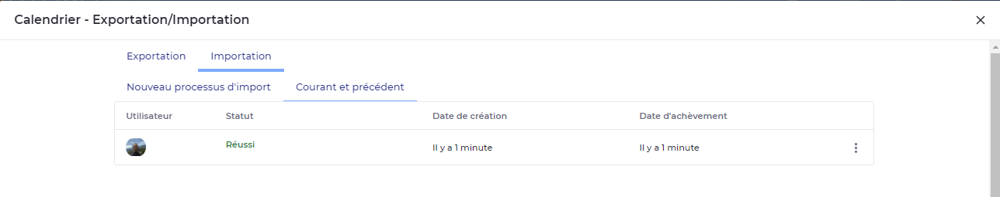 Calendrier - Exportation/Importation
Exportation Importation
Nouveau processus d'import Courant et précédent
Utilisateur Statut Date de création Date d'achèvement
Réussi Il y a 1 minute Il y a 1 minute